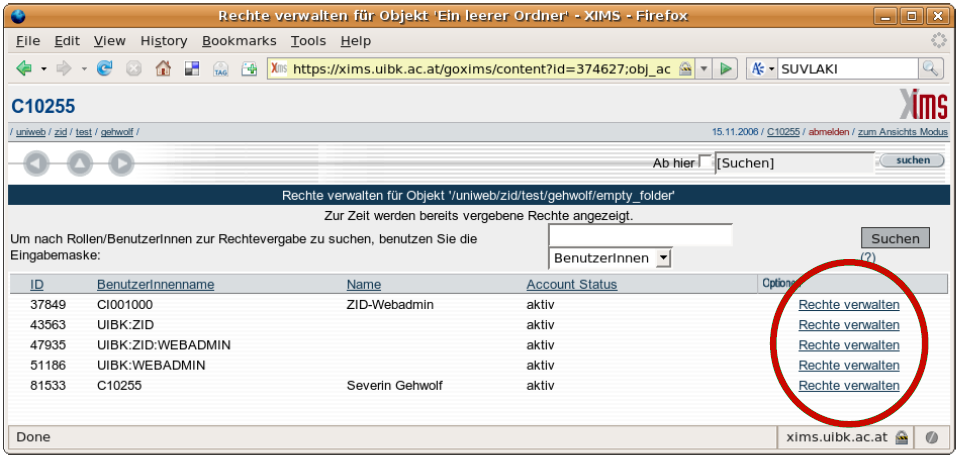 Rechte verwalten für Objekt 'Ein leerer Ordner' - XIMS - Firefox
File Edit View History Bookmarks Tools Help
TAG Xims https://xims.uibk.ac.at/goxims/content?id=374627;obj_ac SUVLAKI
C10255 Xims
/ uniweb / zid / test / gehwolf / 15.11.2006 / C10255 / abmelden / zum Ansichts Modus
Ab hier [Suchen] suchen
Rechte verwalten für Objekt '/uniweb/zid/test/gehwolf/empty_folder'
Zur Zeit werden bereits vergebene Rechte angezeigt.
Um nach Rollen/BenutzerInnen zur Rechtevergabe zu suchen, benutzen Sie die Suchen
Eingabemaske: BenutzerInnen (?)
ID BenutzerInnenname Name Account Status Optionen
37849 CI001000 ZID-Webadmin aktiv Rechte verwalten
43563 UIBK:ZID aktiv Rechte verwalten
47935 UIBK:ZID:WEBADMIN aktiv Rechte verwalten
51186 UIBK:WEBADMIN aktiv Rechte verwalten
81533 C10255 Severin Gehwolf aktiv Rechte verwalten
Done xims.uibk.ac.at